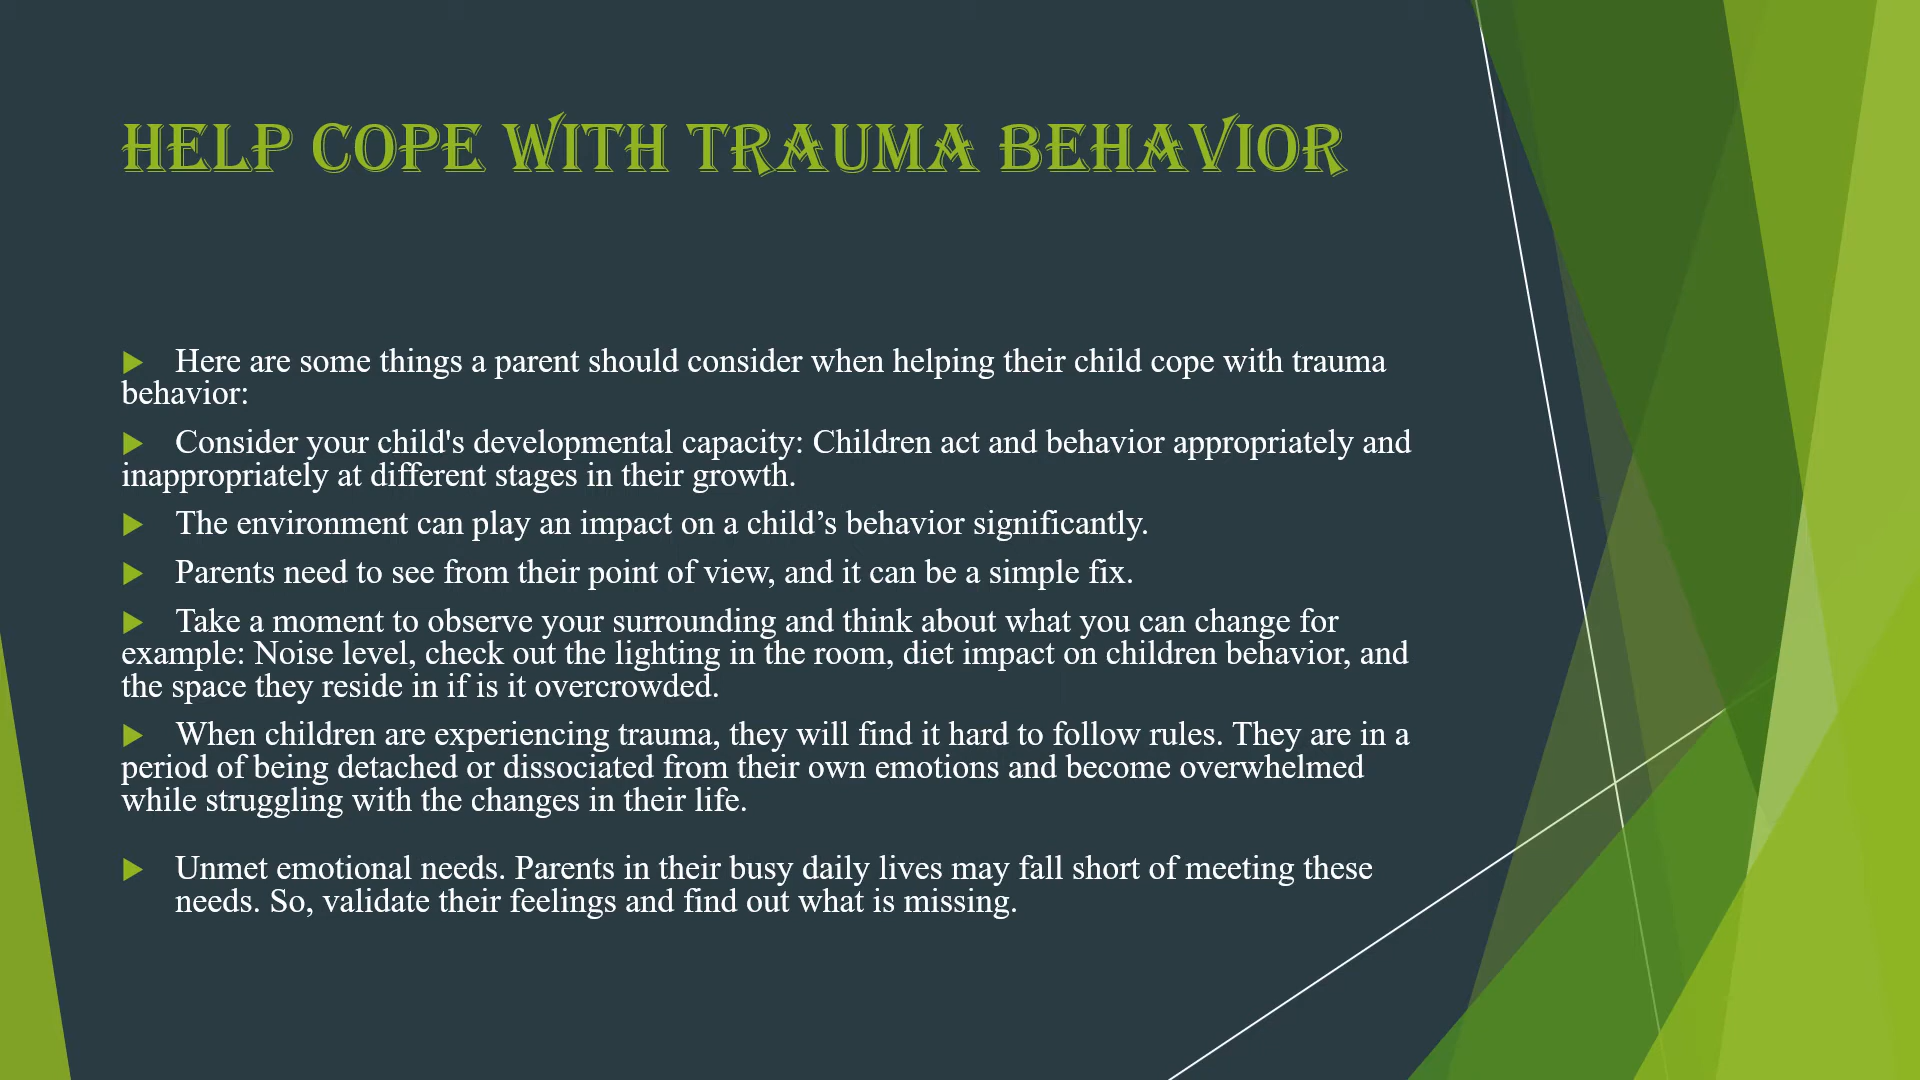 HELP COPE WITH TRAUMA BEHAVIOR
Here are some things a parent should consider when helping their child cope with trauma
behavior:
Consider your child's developmental capacity: Children act and behavior appropriately and
inappropriately at different stages in their growth.
The environment can play an impact on a child’s behavior significantly.
Parents need to see from their point of view, and it can be a simple fix.
Take a moment to observe your surrounding and think about what you can change for
example: Noise level, check out the lighting in the room, diet impact on children behavior, and
the space they reside in if is it overcrowded.
When children are experiencing trauma, they will find it hard to follow rules. They are in a
period of being detached or dissociated from their own emotions and become overwhelmed
while struggling with the changes in their life.
Unmet emotional needs. Parents in their busy daily lives may fall short of meeting these
needs. So, validate their feelings and find out what is missing.